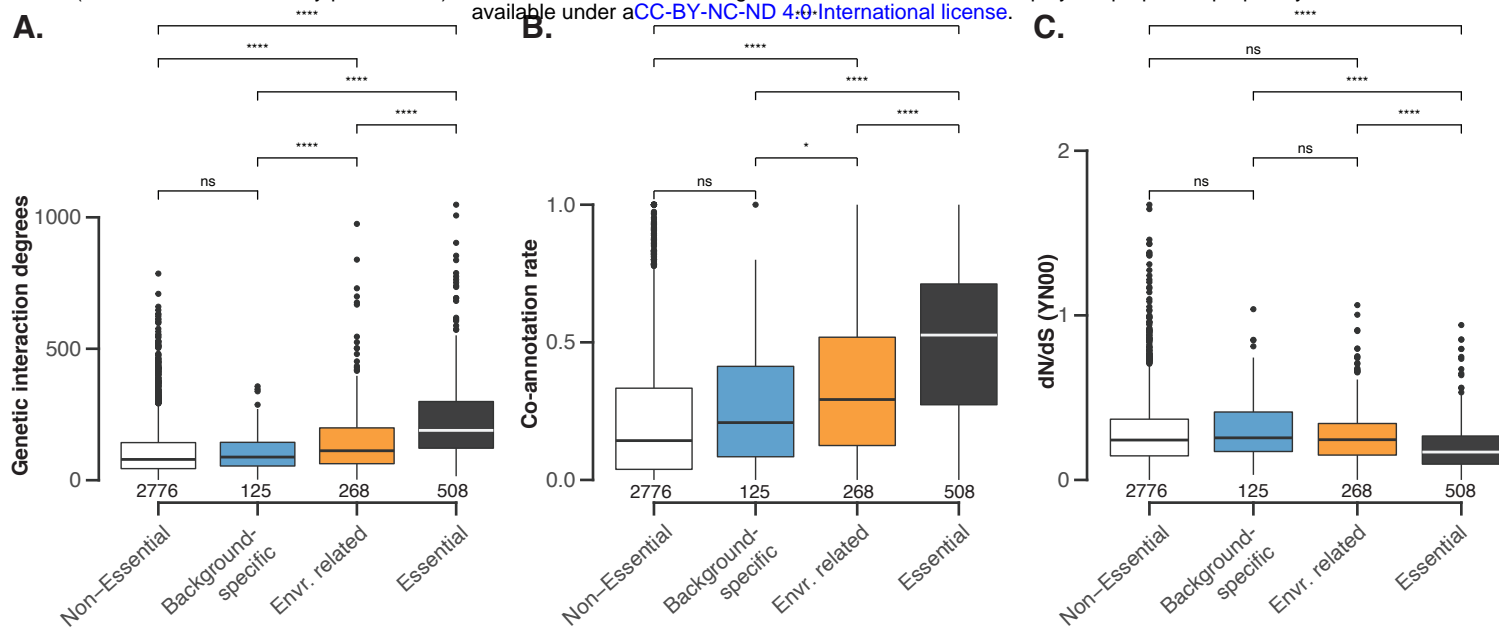 available under aCC-BY-NC-ND 4.0 International license.
A.
B.
C.
****
****
****
****
****
ns
Genetic interaction degrees
1000
500
0
2776
125
268
508
Non–Essential
Background-
specific
Envr. related
Essential
****
****
****
****
*
ns
Co-annotation rate
1.0
0.5
0.0
2776
125
268
508
Non–Essential
Background-
specific
Envr. related
Essential
****
ns
****
****
ns
ns
dN/dS (YN00)
2
1
0
2776
125
268
508
Non–Essential
Background-
specific
Envr. related
Essential